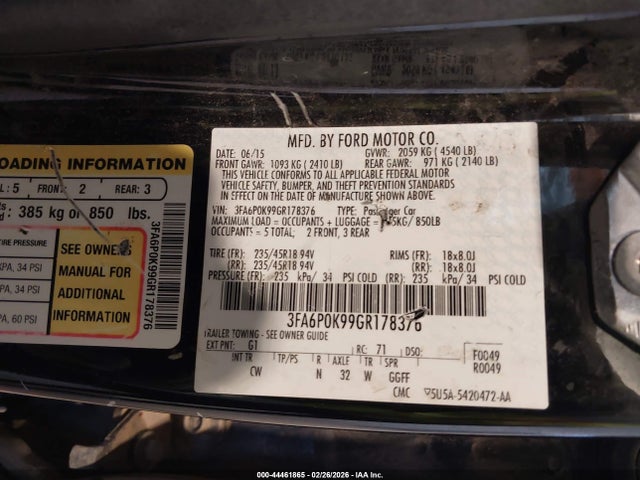 LOADING INFORMATION
: 5 FRONT: 2 REAR: 3
385 kg or 850 lbs.
TIRE PRESSURE
KPA, 34 PSI
KPA, 34 PSI
KPA, 60 PSI
SEE OWNERS
MANUAL FOR
ADDITIONAL
INFORMATION
3FA6P0K99GR178376
MFD. BY FORD MOTOR CO.
DATE: 06/15 GVWR: 2059 KG ( 4540 LB)
FRONT GAWR: 1093 KG ( 2410 LB) REAR GAWR: 971 KG ( 2140 LB)
THIS VEHICLE CONFORMS TO ALL APPLICABLE FEDERAL MOTOR
VEHICLE SAFETY, BUMPER, AND THEFT PREVENTION STANDARDS
IN EFFECT ON THE DATE OF MANUFACTURE SHOWN ABOVE.
VIN: 3FA6P0K99GR178376 TYPE: Passenger Car
MAXIMUM LOAD = OCCUPANTS + LUGGAGE = 385KG/ 850LB
OCCUPANTS = 5 TOTAL; 2 FRONT, 3 REAR
TIRE (FR): 235/45R18 94V RIMS (FR): 18x8.0J
(RR): 235/45R18 94V (RR): 18x8.0J
PRESSURE (FR): 235 kPa/ 34 PSI COLD (RR): 235 kPa/ 34 PSI COLD
3FA6P0K99GR178376
TRAILER TOWING - SEE OWNER GUIDE
EXT PNT: G1 RC: 71 DSO: F0049
R0049
INT TR TP/PS R AXLE TR SPR
CW N 32 W GGFF
CMC 5U5A-5420472-AA
000-44461865 - 02/26/2026 - IAA Inc.